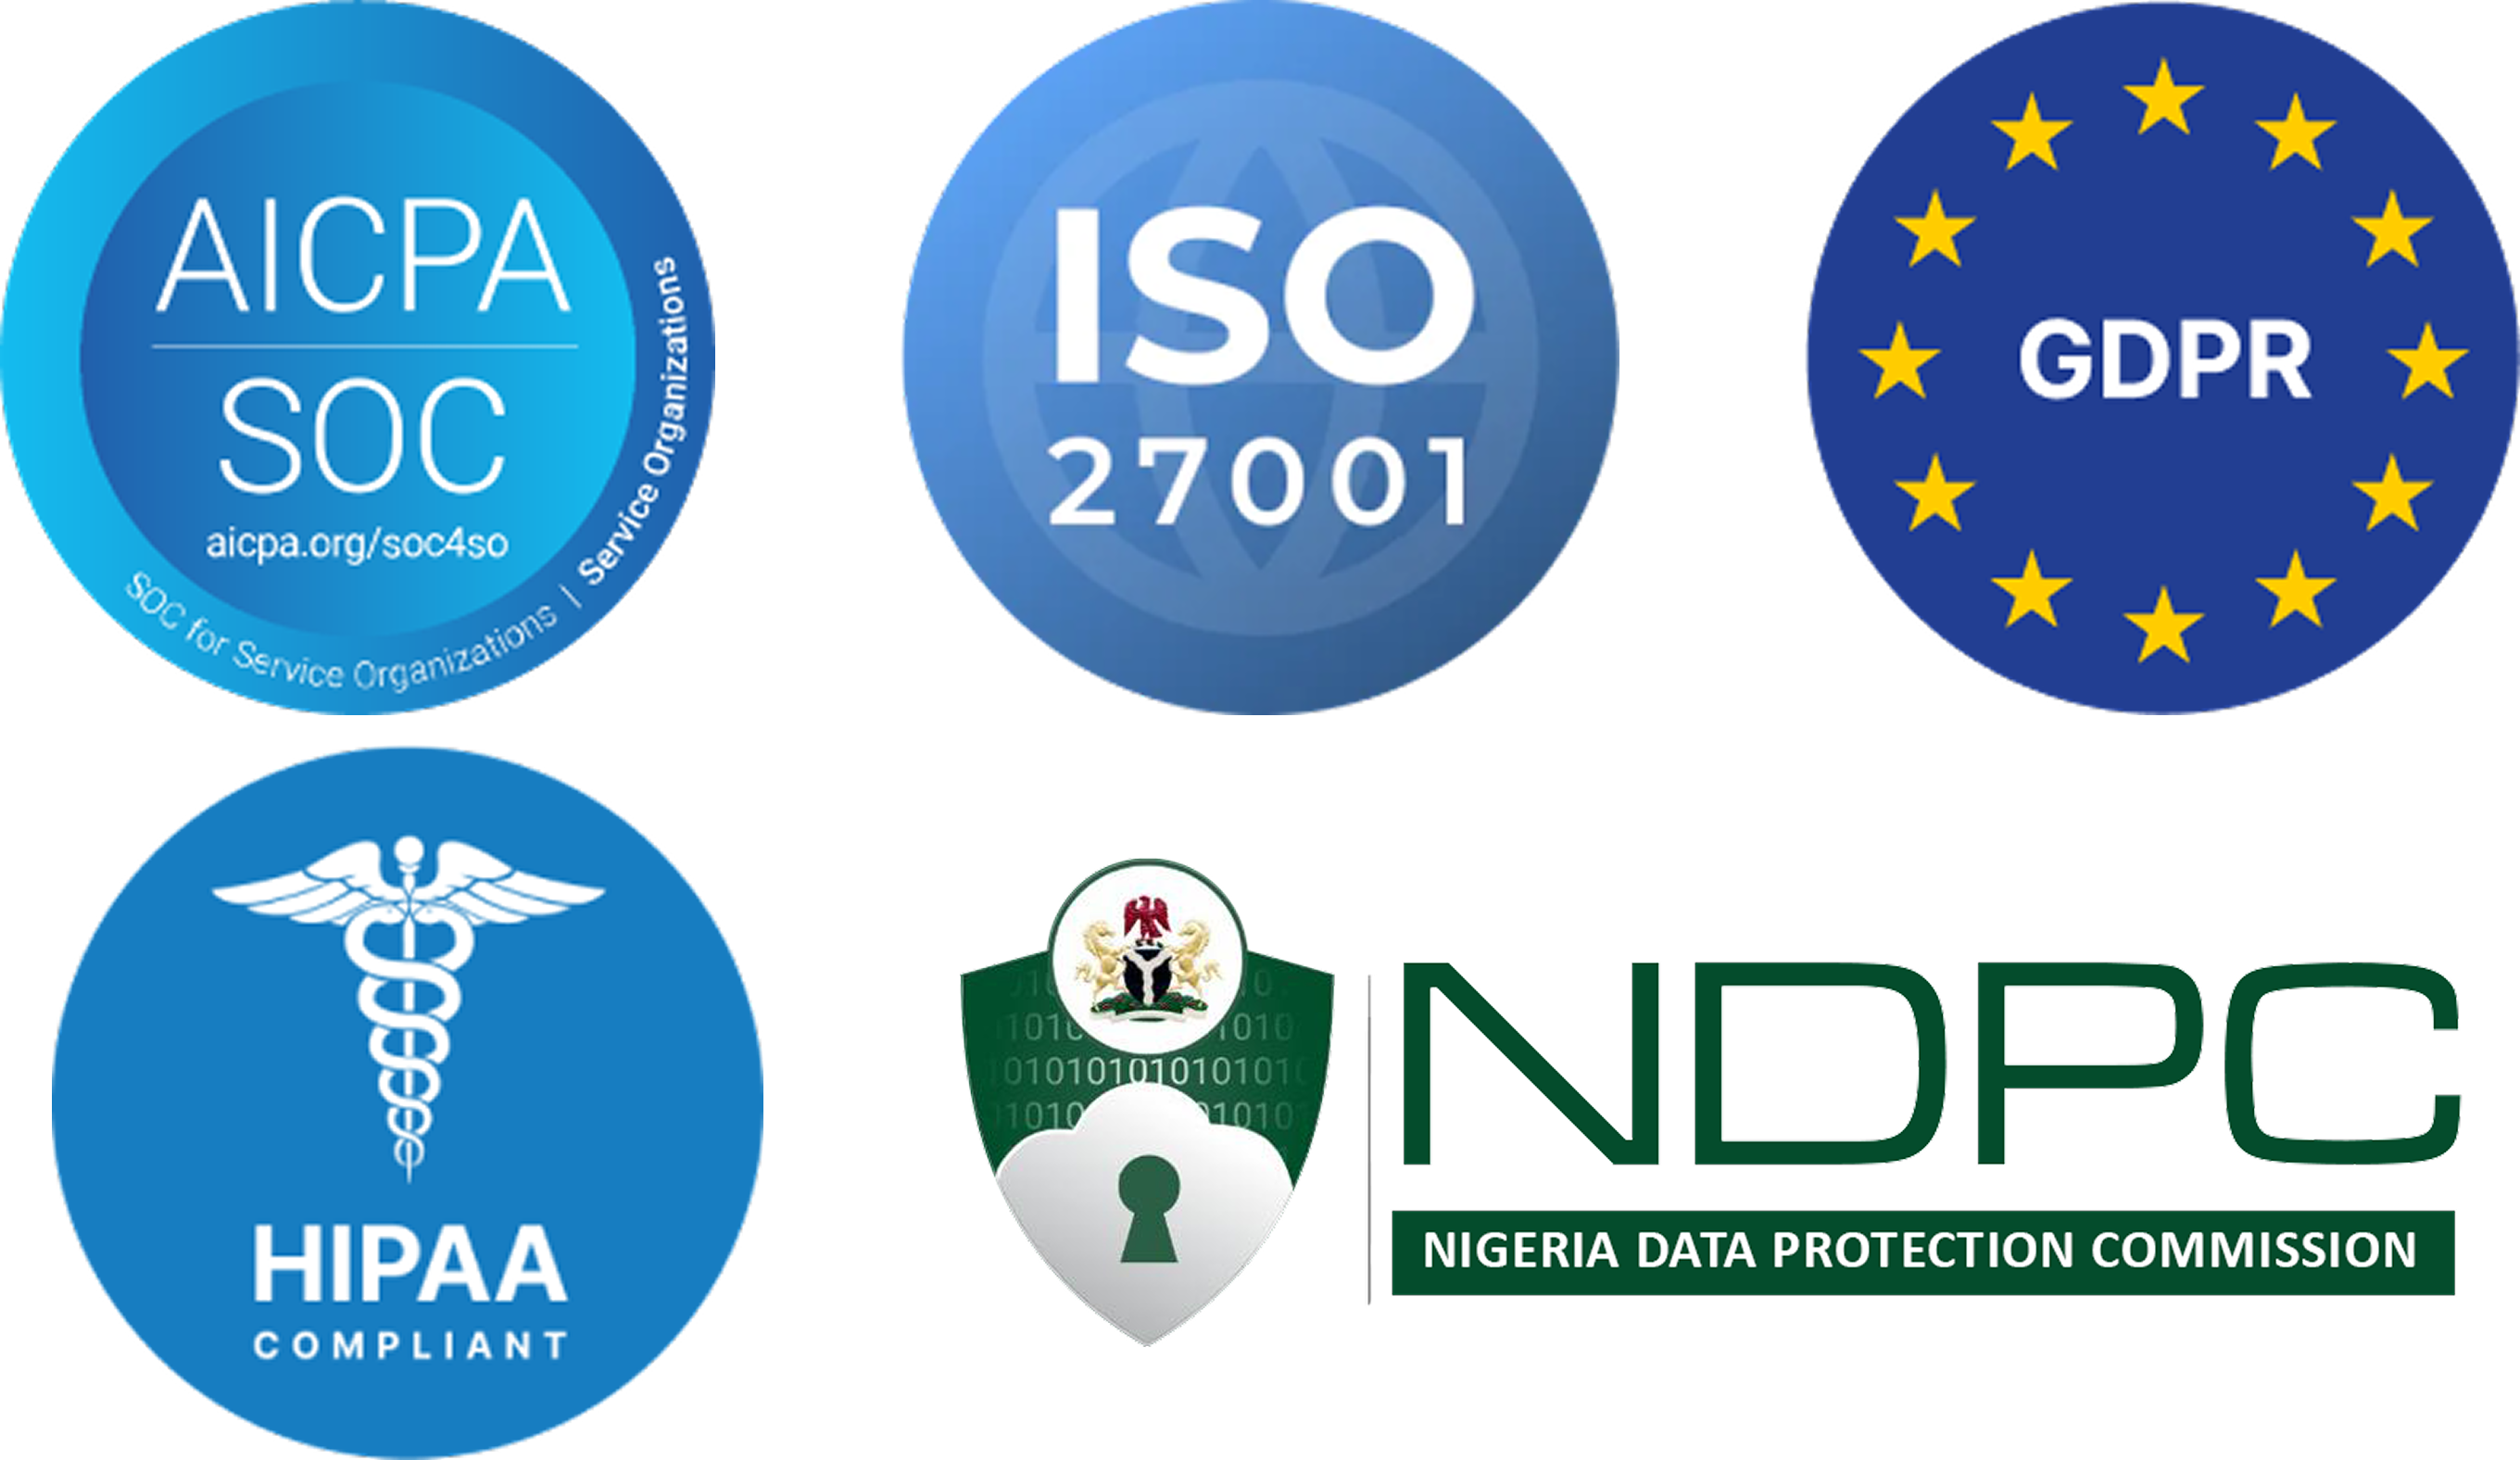 AICPA
SOC
aicpa.org/soc4so
SOC for Service Organizations | Service Organizations
ISO
27001
GDPR
HIPAA
COMPLIANT
NDPC
NIGERIA DATA PROTECTION COMMISSION